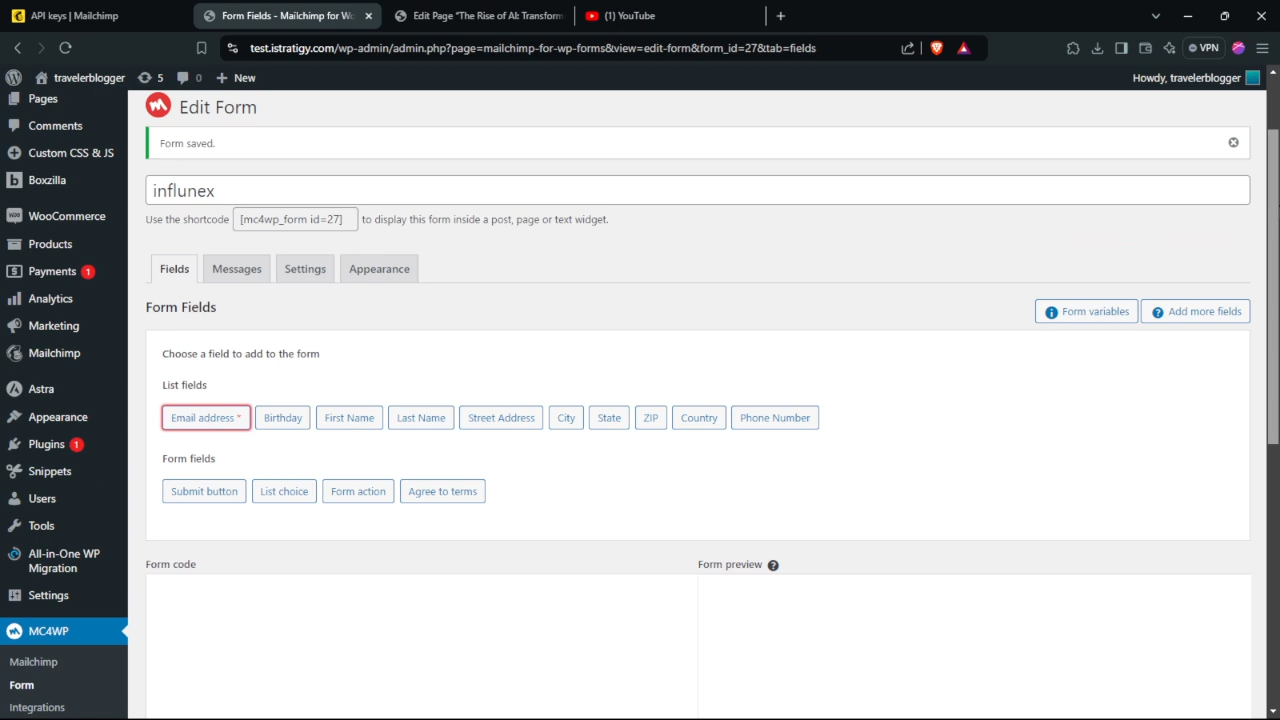 API keys | Mailchimp
Form Fields - Mailchimp for Wo
Edit Page "The Rise of AI: Transform
(1) YouTube
test.istratigy.com/wp-admin/admin.php?page=mailchimp-for-wp-forms&view=edit-form&form_id=27&tab=fields
VPN
travelerblogger
5
0
New
Howdy, travelerblogger
Pages
Comments
Custom CSS & JS
Boxzilla
WooCommerce
Products
Payments 1
Analytics
Marketing
Mailchimp
Astra
Appearance
Plugins 1
Snippets
Users
Tools
All-in-One WP
Migration
Settings
MC4WP
Mailchimp
Form
Integrations
Edit Form
Form saved.
influnex
Use the shortcode [mc4wp_form id=27] to display this form inside a post, page or text widget.
Fields Messages Settings Appearance
Form Fields
Form variables Add more fields
Choose a field to add to the form
List fields
Email address * Birthday First Name Last Name Street Address City State ZIP Country Phone Number
Form fields
Submit button List choice Form action Agree to terms
Form code
Form preview